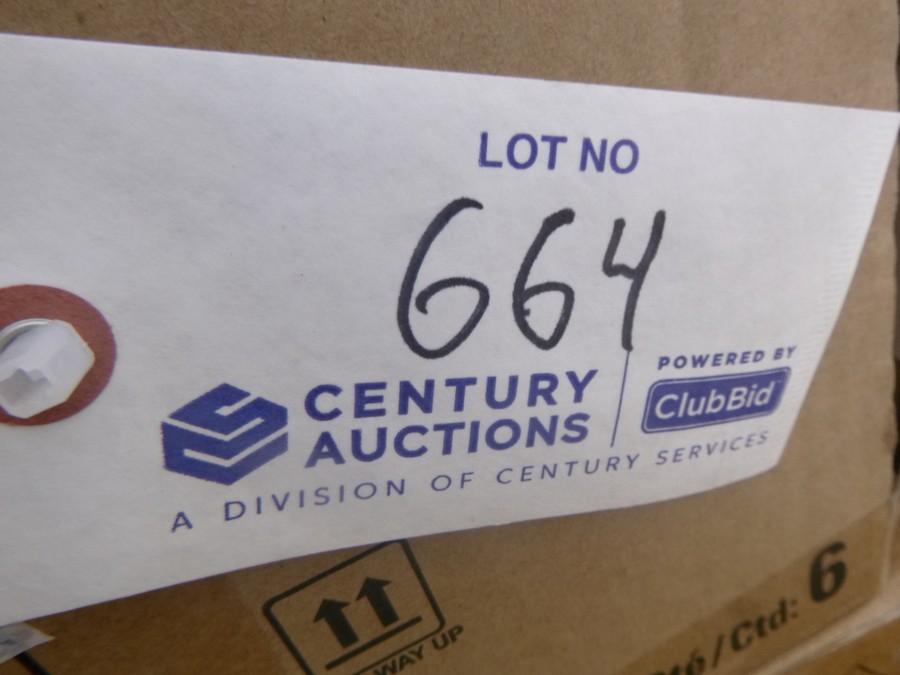 LOT NO
664
CENTURY
AUCTIONS
POWERED BY
ClubBid
A DIVISION OF CENTURY SERVICES
WAY UP
/Ctd: 6